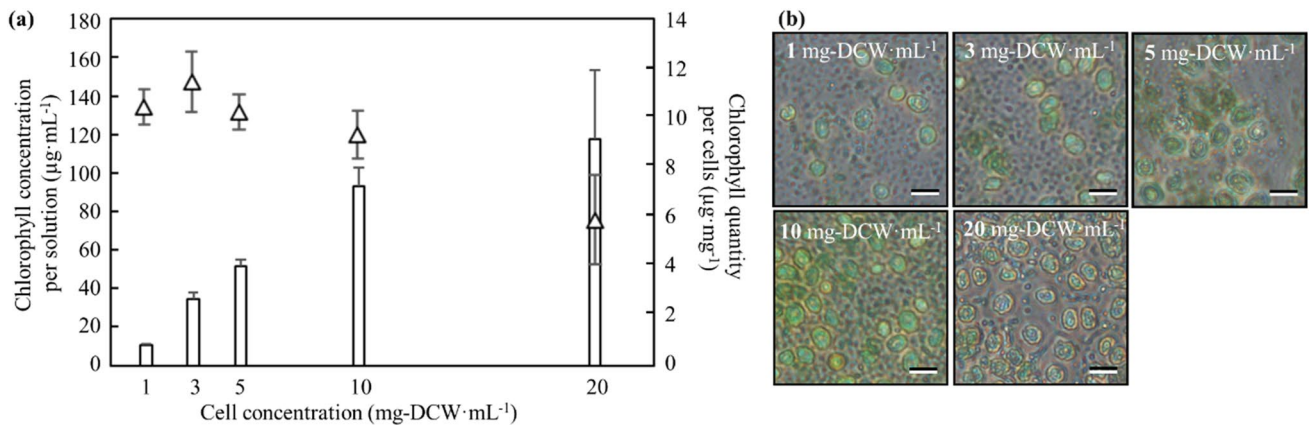 (a)
Chlorophyll concentration
per solution (µg·mL⁻¹)
180
160
140
120
100
80
60
40
20
0
1 3 5 10 20
Cell concentration (mg-DCW·mL⁻¹)
14
12
10
8
6
4
2
0
Chlorophyll quantity
per cells (µg·mg⁻¹)
(b)
1 mg-DCW·mL⁻¹
3 mg-DCW·mL⁻¹
5 mg-DCW·mL⁻¹
10 mg-DCW·mL⁻¹
20 mg-DCW·mL⁻¹